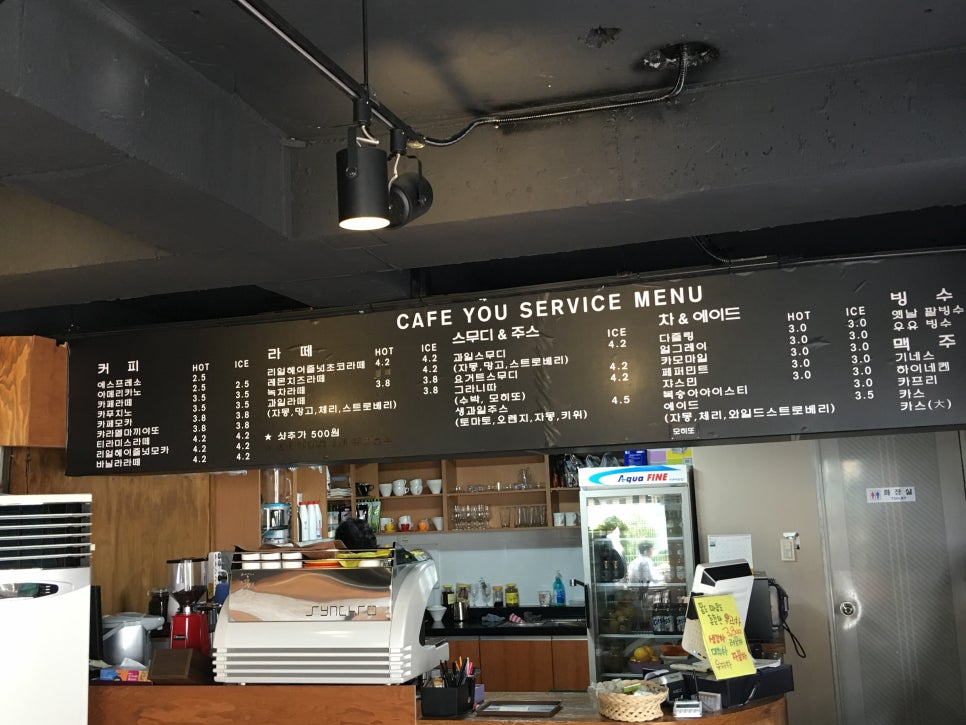 CAFE YOU SERVICE MENU
커 피 HOT ICE
에스프레소 2.5
아메리카노 2.5 2.5
카페라떼 3.5 3.5
카푸치노 3.5 3.5
카페모카 3.8 3.8
카라멜마끼야또 3.8 3.8
티라미스라떼 4.2 4.2
리얼헤이즐넛모카 4.2 4.2
바닐라라떼 4.2 4.2
라 떼 HOT ICE
리얼헤이즐넛초코라떼 4.2 4.2
레몬치즈라떼 4.2
녹차라떼 3.8 3.8
과일라떼 3.8
(자몽,망고,체리,스트로베리)
★ 샷추가 500원
스무디 & 주스 ICE
과일스무디 4.2
(자몽,망고,체리,스트로베리)
요거트스무디 4.2
그라니따 4.2
(수박, 모히또)
생과일주스 4.5
(토마토,오렌지,자몽,키위)
차 & 에이드 HOT ICE
다즐링 3.0 3.0
얼그레이 3.0 3.0
카모마일 3.0 3.0
페퍼민트 3.0 3.0
자스민 3.0 3.0
복숭아아이스티 3.0
에이드 3.5
(자몽,체리,와일드스트로베리)
모히또
빙 수
옛날 팥빙수
우유 빙수
맥 주
기네스
하이네켄
카프리
카스
카스(大)
Aqua FINE
화 장 실
TOILET
SYNCRO
3,500